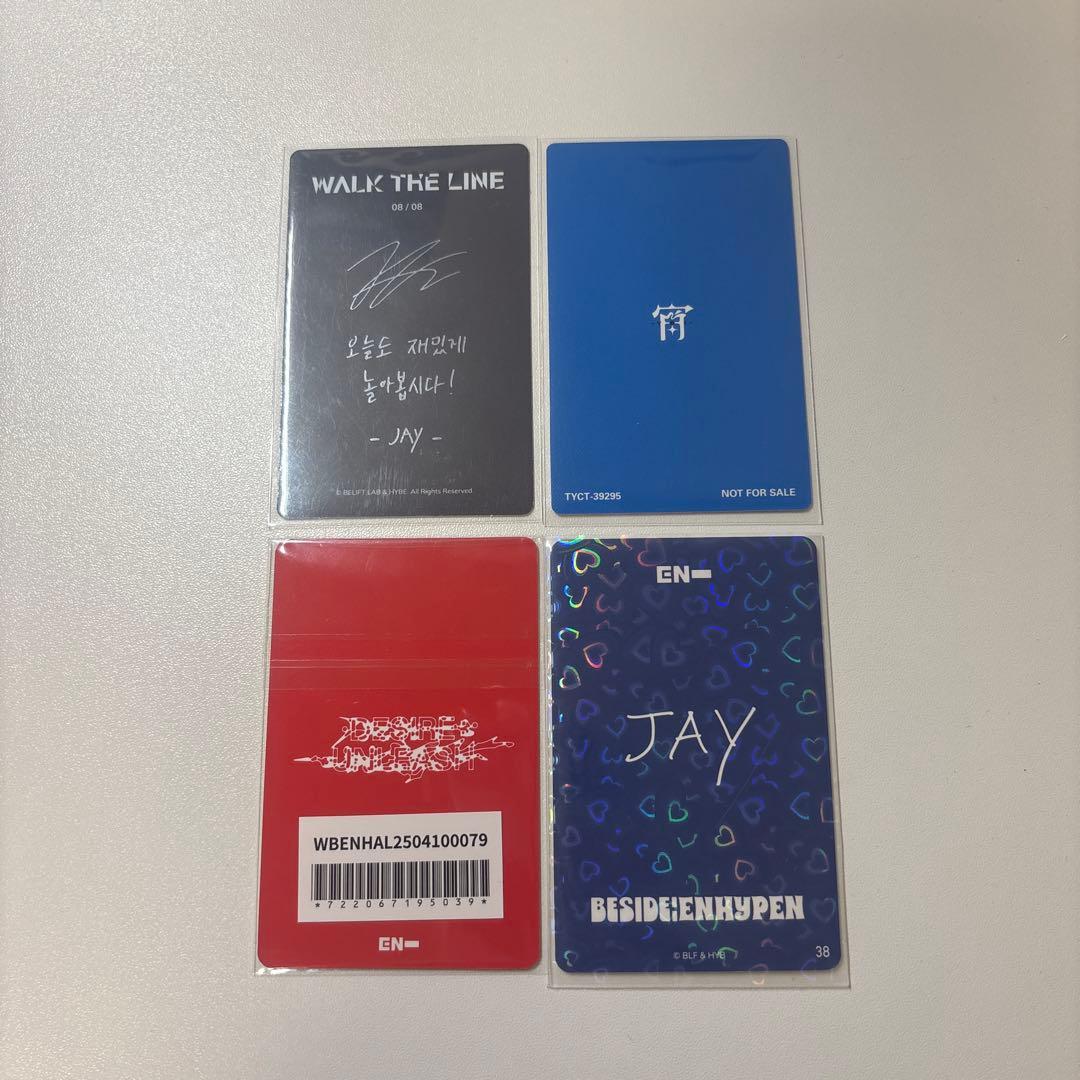 WALK THE LINE
08 / 08
오늘도 재밌게
놀아봅시다!
- JAY -
© BELIFT LAB & HYBE. All Rights Reserved.
宵
TYCT-39295
NOT FOR SALE
DESIRE:
UNLEASH
WBENHAL2504100079
*722067195039*
EN-
EN-
JAY
BESIDE:ENHYPEN
© BLF & HYB
38